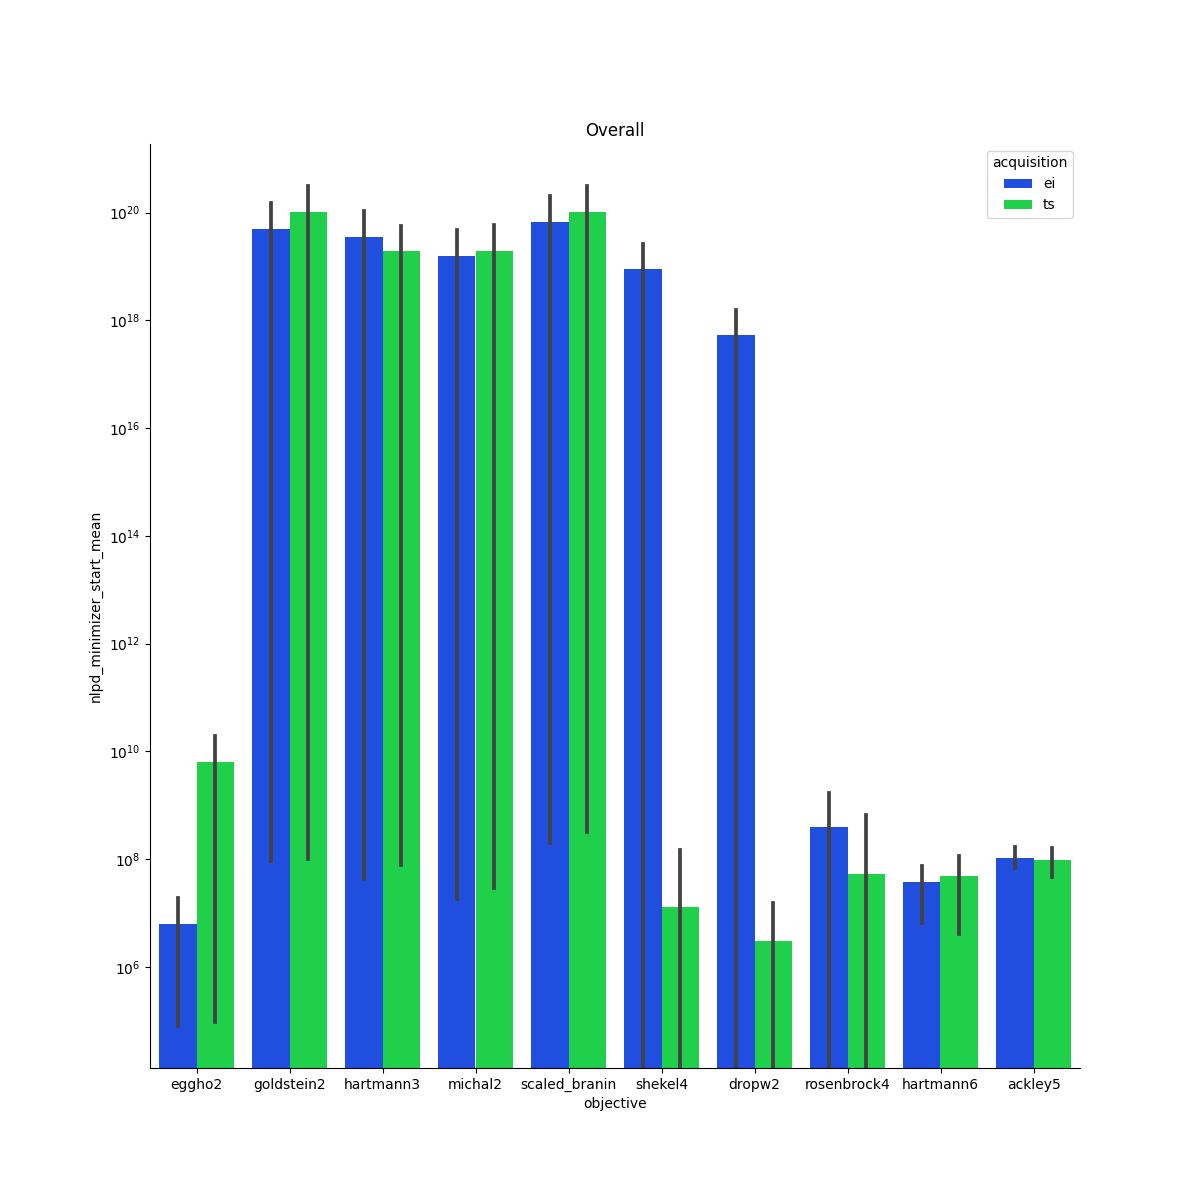 Overall
acquisition
ei
ts
10^20
10^18
10^16
10^14
10^12
10^10
10^8
10^6
nlpd_minimizer_start_mean
eggho2 goldstein2 hartmann3 michal2 scaled_branin shekel4 dropw2 rosenbrock4 hartmann6 ackley5
objective